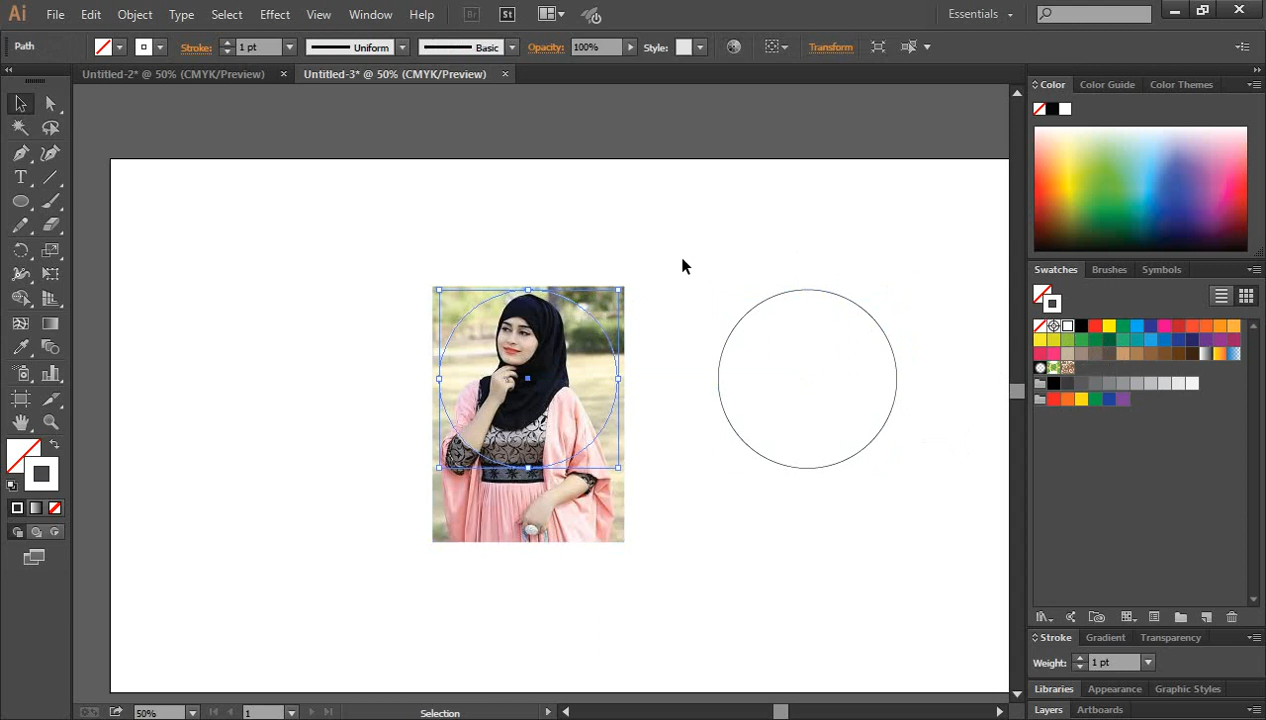 Ai File Edit Object Type Select Effect View Window Help Br St Essentials
Path Stroke: 1 pt Uniform Basic Opacity: 100% Style: Transform
Untitled-2* @ 50% (CMYK/Preview) Untitled-3* @ 50% (CMYK/Preview)
Color Color Guide Color Themes
Swatches Brushes Symbols
Stroke Gradient Transparency
Weight: 1 pt
Libraries Appearance Graphic Styles
Layers Artboards
50% 1 Selection